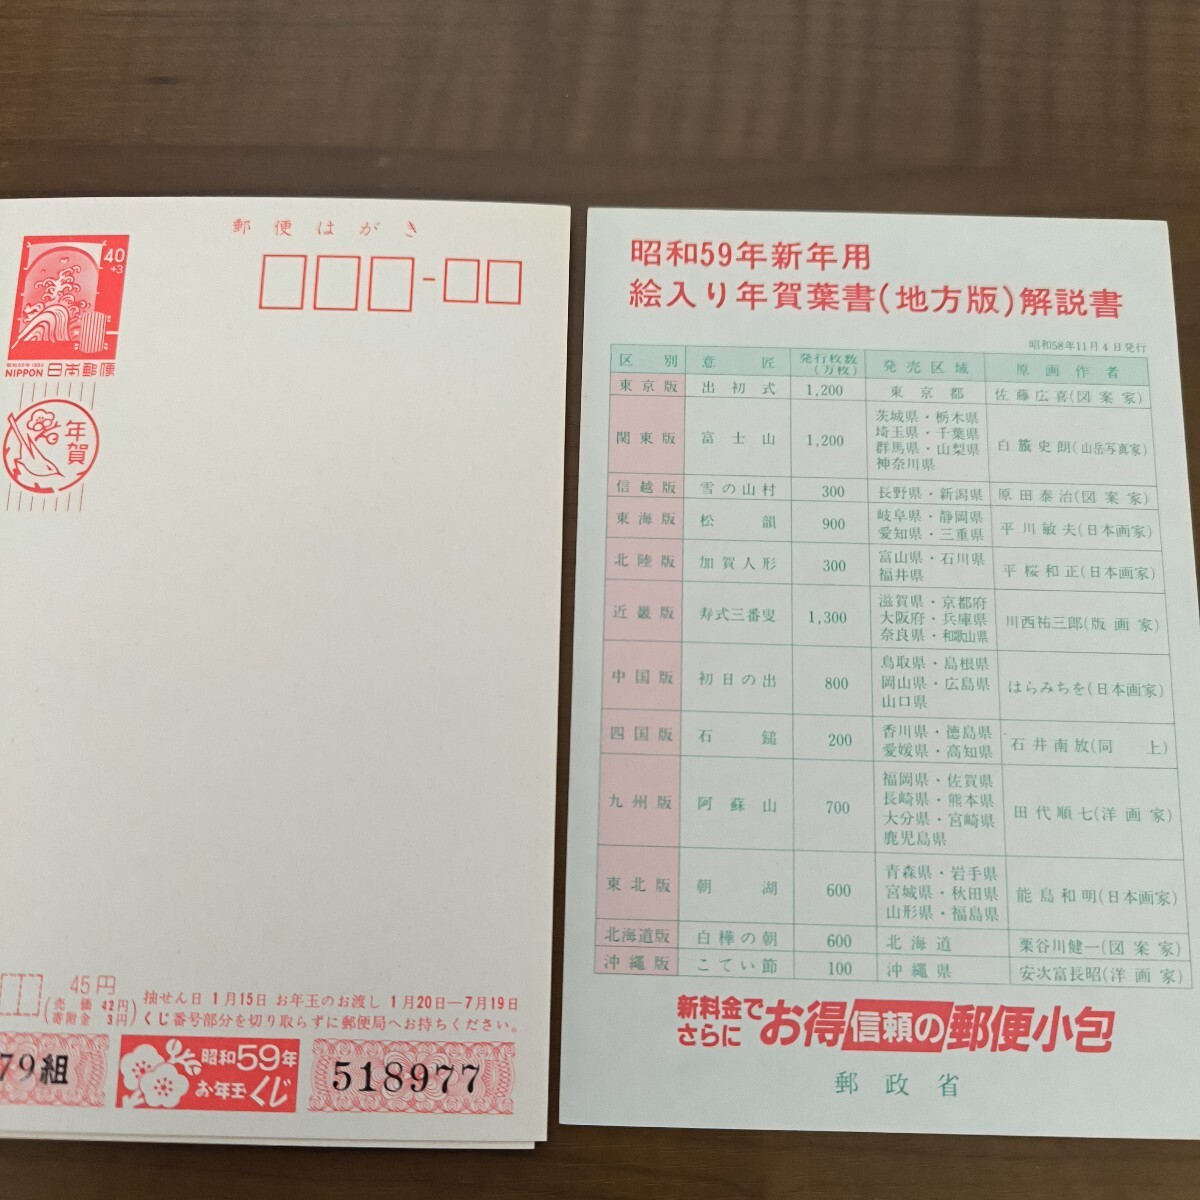 郵便はがき
40
+3
昭和59年 1984
NIPPON 日本郵便
年賀
45円
(売価 42円
寄附金 3円)
抽せん日 1月15日 お年玉のお渡し 1月20日—7月19日
くじ番号部分を切り取らずに郵便局へお持ちください。
79組
昭和59年
お年玉くじ
518977
昭和59年新年用
絵入り年賀葉書(地方版)解説書
昭和58年11月4日発行
区別 意匠 発行枚数(万枚) 発売区域 原画作者
東京版 出初式 1,200 東京都 佐藤広喜(図案家)
関東版 富士山 1,200 茨城県・栃木県 埼玉県・千葉県 群馬県・山梨県 神奈川県 白籏史朗(山岳写真家)
信越版 雪の山村 300 長野県・新潟県 原田泰治(図案家)
東海版 松韻 900 岐阜県・静岡県 愛知県・三重県 平川敏夫(日本画家)
北陸版 加賀人形 300 富山県・石川県 福井県 平桜和正(日本画家)
近畿版 寿式三番叟 1,300 滋賀県・京都府 大阪府・兵庫県 奈良県・和歌山県 川西祐三郎(版画家)
中国版 初日の出 800 鳥取県・島根県 岡山県・広島県 山口県 はらみちを(日本画家)
四国版 石鎚 200 香川県・徳島県 愛媛県・高知県 石井南放(同上)
九州版 阿蘇山 700 福岡県・佐賀県 長崎県・熊本県 大分県・宮崎県 鹿児島県 田代順七(洋画家)
東北版 朝湖 600 青森県・岩手県 宮城県・秋田県 山形県・福島県 能島和明(日本画家)
北海道版 白樺の朝 600 北海道 栗谷川健一(図案家)
沖縄版 こてい節 100 沖縄県 安次富長昭(洋画家)
新料金で
さらに
お得信頼の郵便小包
郵政省